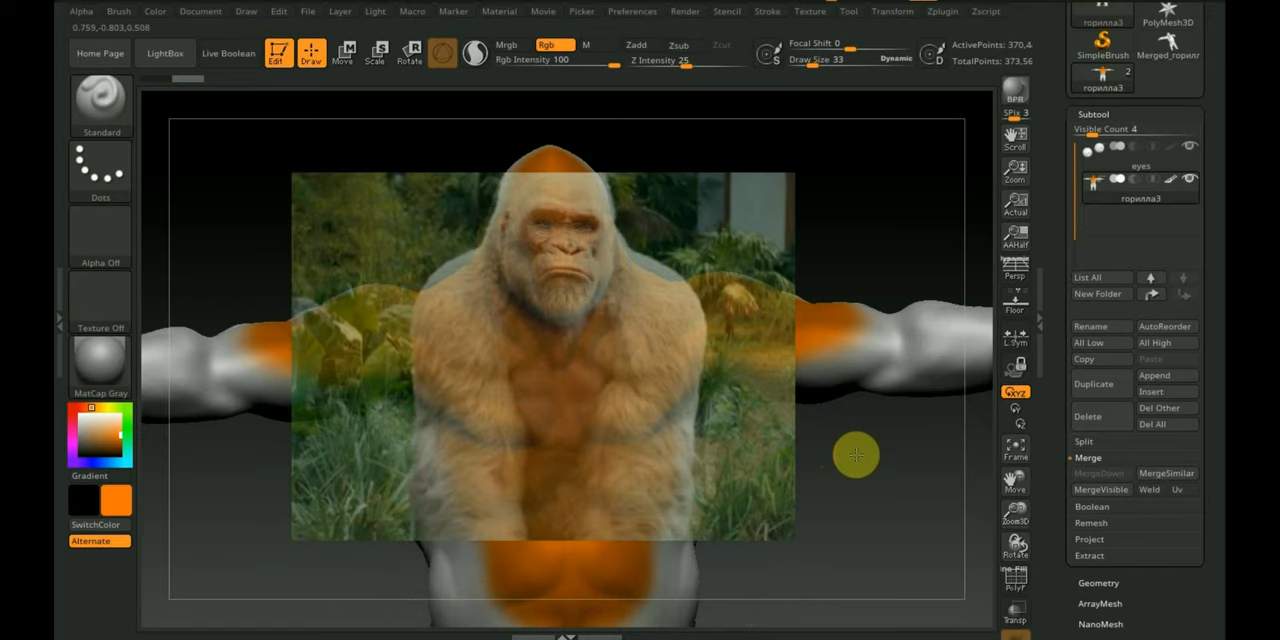 Alpha Brush Color Document Draw Edit File Layer Light Macro Marker Material Movie Picker Preferences Render Stencil Stroke Texture Tool Transform Zplugin Zscript
0.759,-0.803,0.508
Home Page
LightBox
Live Boolean
Edit
Draw
Move
Scale
Rotate
Mrgb
Rgb
M
Rgb Intensity 100
Zadd
Zsub
Zcut
Z Intensity 25
S
Focal Shift 0
Draw Size 33
Dynamic
D
ActivePoints: 370,4
TotalPoints: 373,56
Standard
Dots
Alpha Off
Texture Off
MatCap Gray
Gradient
SwitchColor
Alternate
BPR
SPix 3
Scroll
Zoom
Actual
AAHalf
Persp
Floor
L.Sym
XYZ
Frame
Move
Zoom3D
Rotate
PolyF
Transp
горилла3
PolyMesh3D
SimpleBrush
Merged_горилл
2
горилла3
Subtool
Visible Count 4
eyes
горилла3
List All
New Folder
Rename
AutoReorder
All Low
All High
Copy
Paste
Duplicate
Append
Insert
Delete
Del Other
Del All
Split
Merge
MergeDown
MergeSimilar
MergeVisible
Weld
Uv
Boolean
Remesh
Project
Extract
Geometry
ArrayMesh
NanoMesh